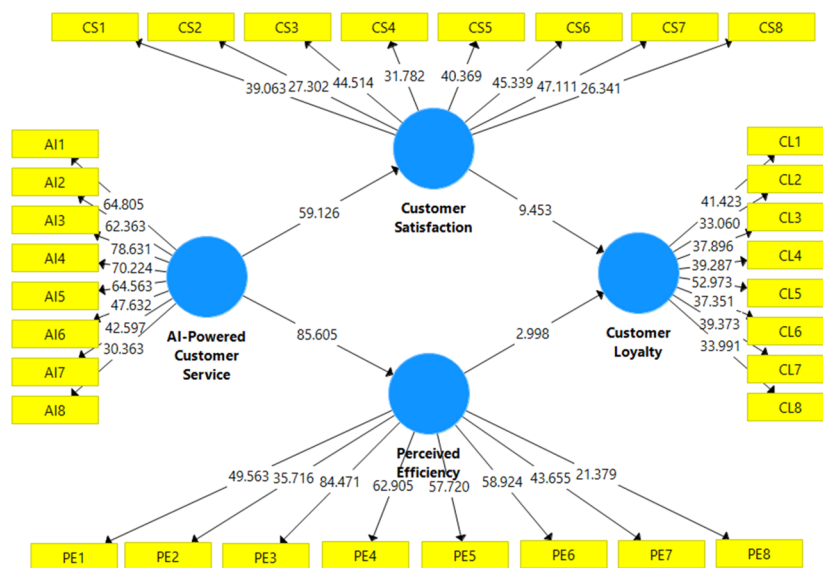 CS1 CS2 CS3 CS4 CS5 CS6 CS7 CS8
39.063 27.302 44.514 31.782 40.369 45.339 47.111 26.341
AI1
AI2
AI3
AI4
AI5
AI6
AI7
AI8
64.805
62.363
78.631
70.224
64.563
47.632
42.597
30.363
AI-Powered
Customer
Service
59.126
85.605
Customer
Satisfaction
9.453
2.998
Customer
Loyalty
41.423
33.060
37.896
39.287
52.973
37.351
39.373
33.991
CL1
CL2
CL3
CL4
CL5
CL6
CL7
CL8
Perceived
Efficiency
49.563 35.716 84.471 62.905 57.720 58.924 43.655 21.379
PE1 PE2 PE3 PE4 PE5 PE6 PE7 PE8